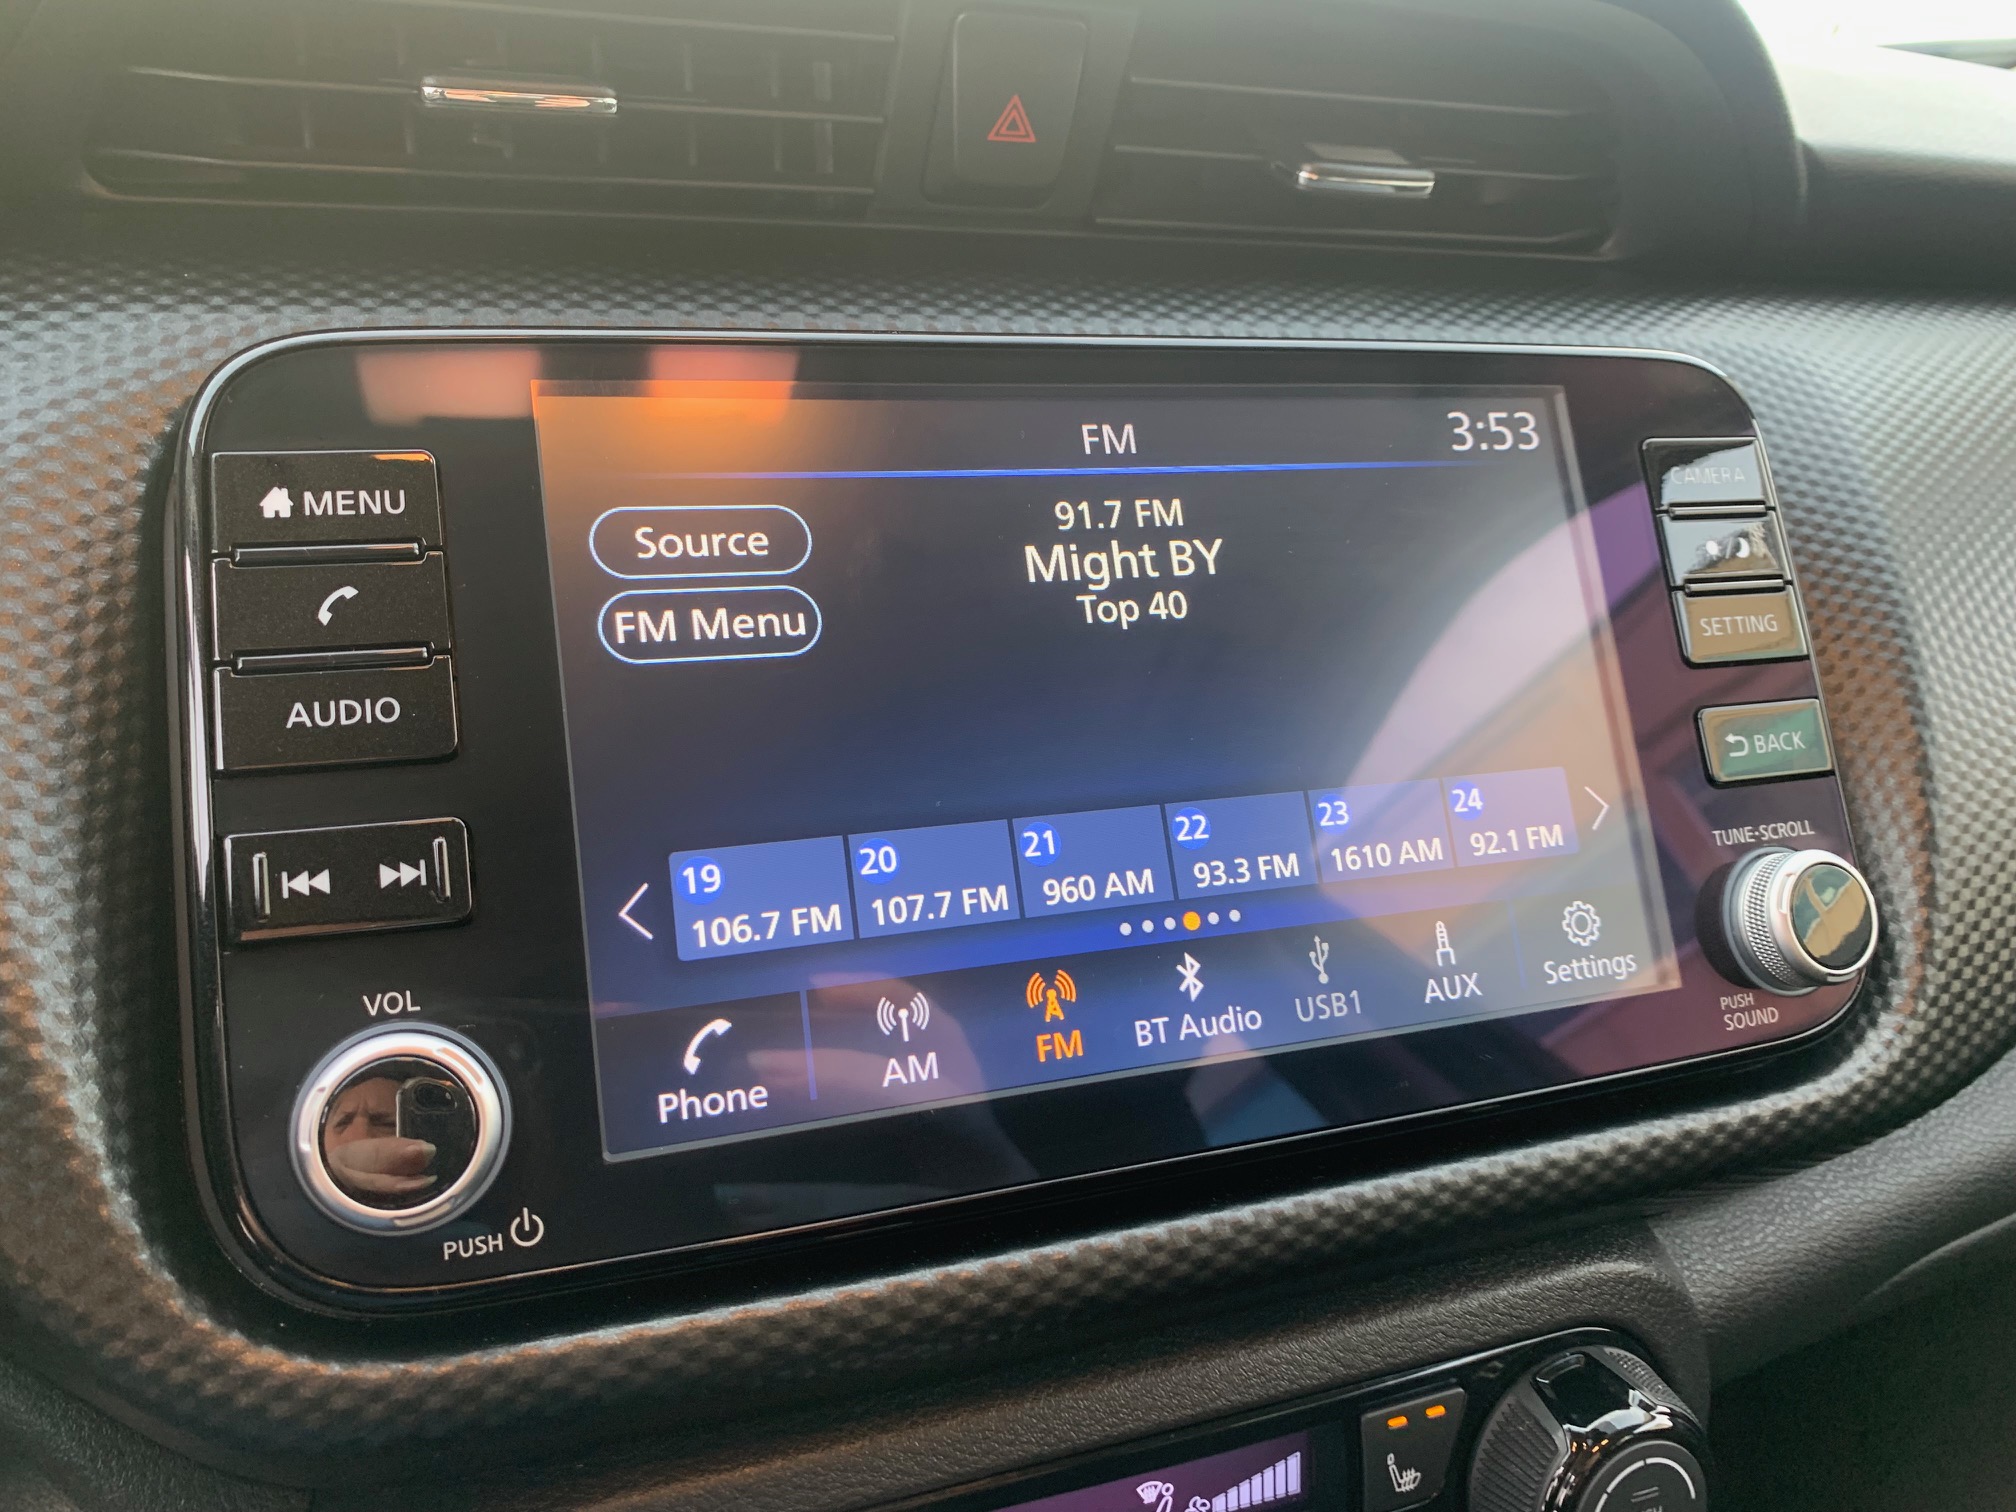 MENU
AUDIO
VOL
PUSH
FM
3:53
Source
FM Menu
91.7 FM
Might BY
Top 40
19
106.7 FM
20
107.7 FM
21
960 AM
22
93.3 FM
23
1610 AM
24
92.1 FM
Phone
AM
FM
BT Audio
USB1
AUX
Settings
CAMERA
SETTING
BACK
TUNE•SCROLL
PUSH
SOUND